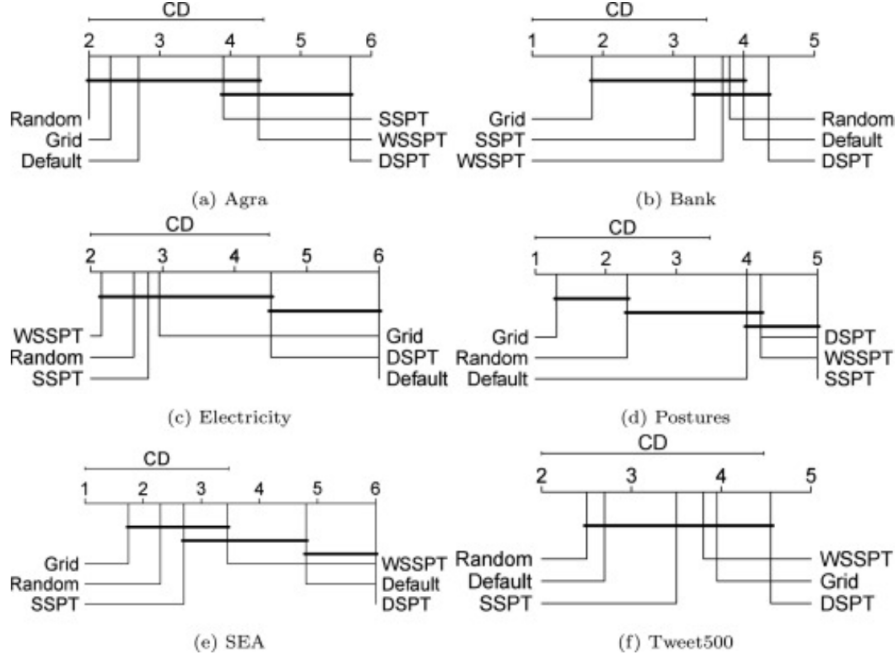 CD
2 3 4 5 6
Random SSPT
Grid WSSPT
Default DSPT
(a) Agra
CD
1 2 3 4 5
Grid Random
SSPT Default
WSSPT DSPT
(b) Bank
CD
2 3 4 5 6
WSSPT Grid
Random DSPT
SSPT Default
(c) Electricity
CD
1 2 3 4 5
Grid DSPT
Random WSSPT
Default SSPT
(d) Postures
CD
1 2 3 4 5 6
Grid WSSPT
Random Default
SSPT DSPT
(e) SEA
CD
2 3 4 5
Random WSSPT
Default Grid
SSPT DSPT
(f) Tweet500